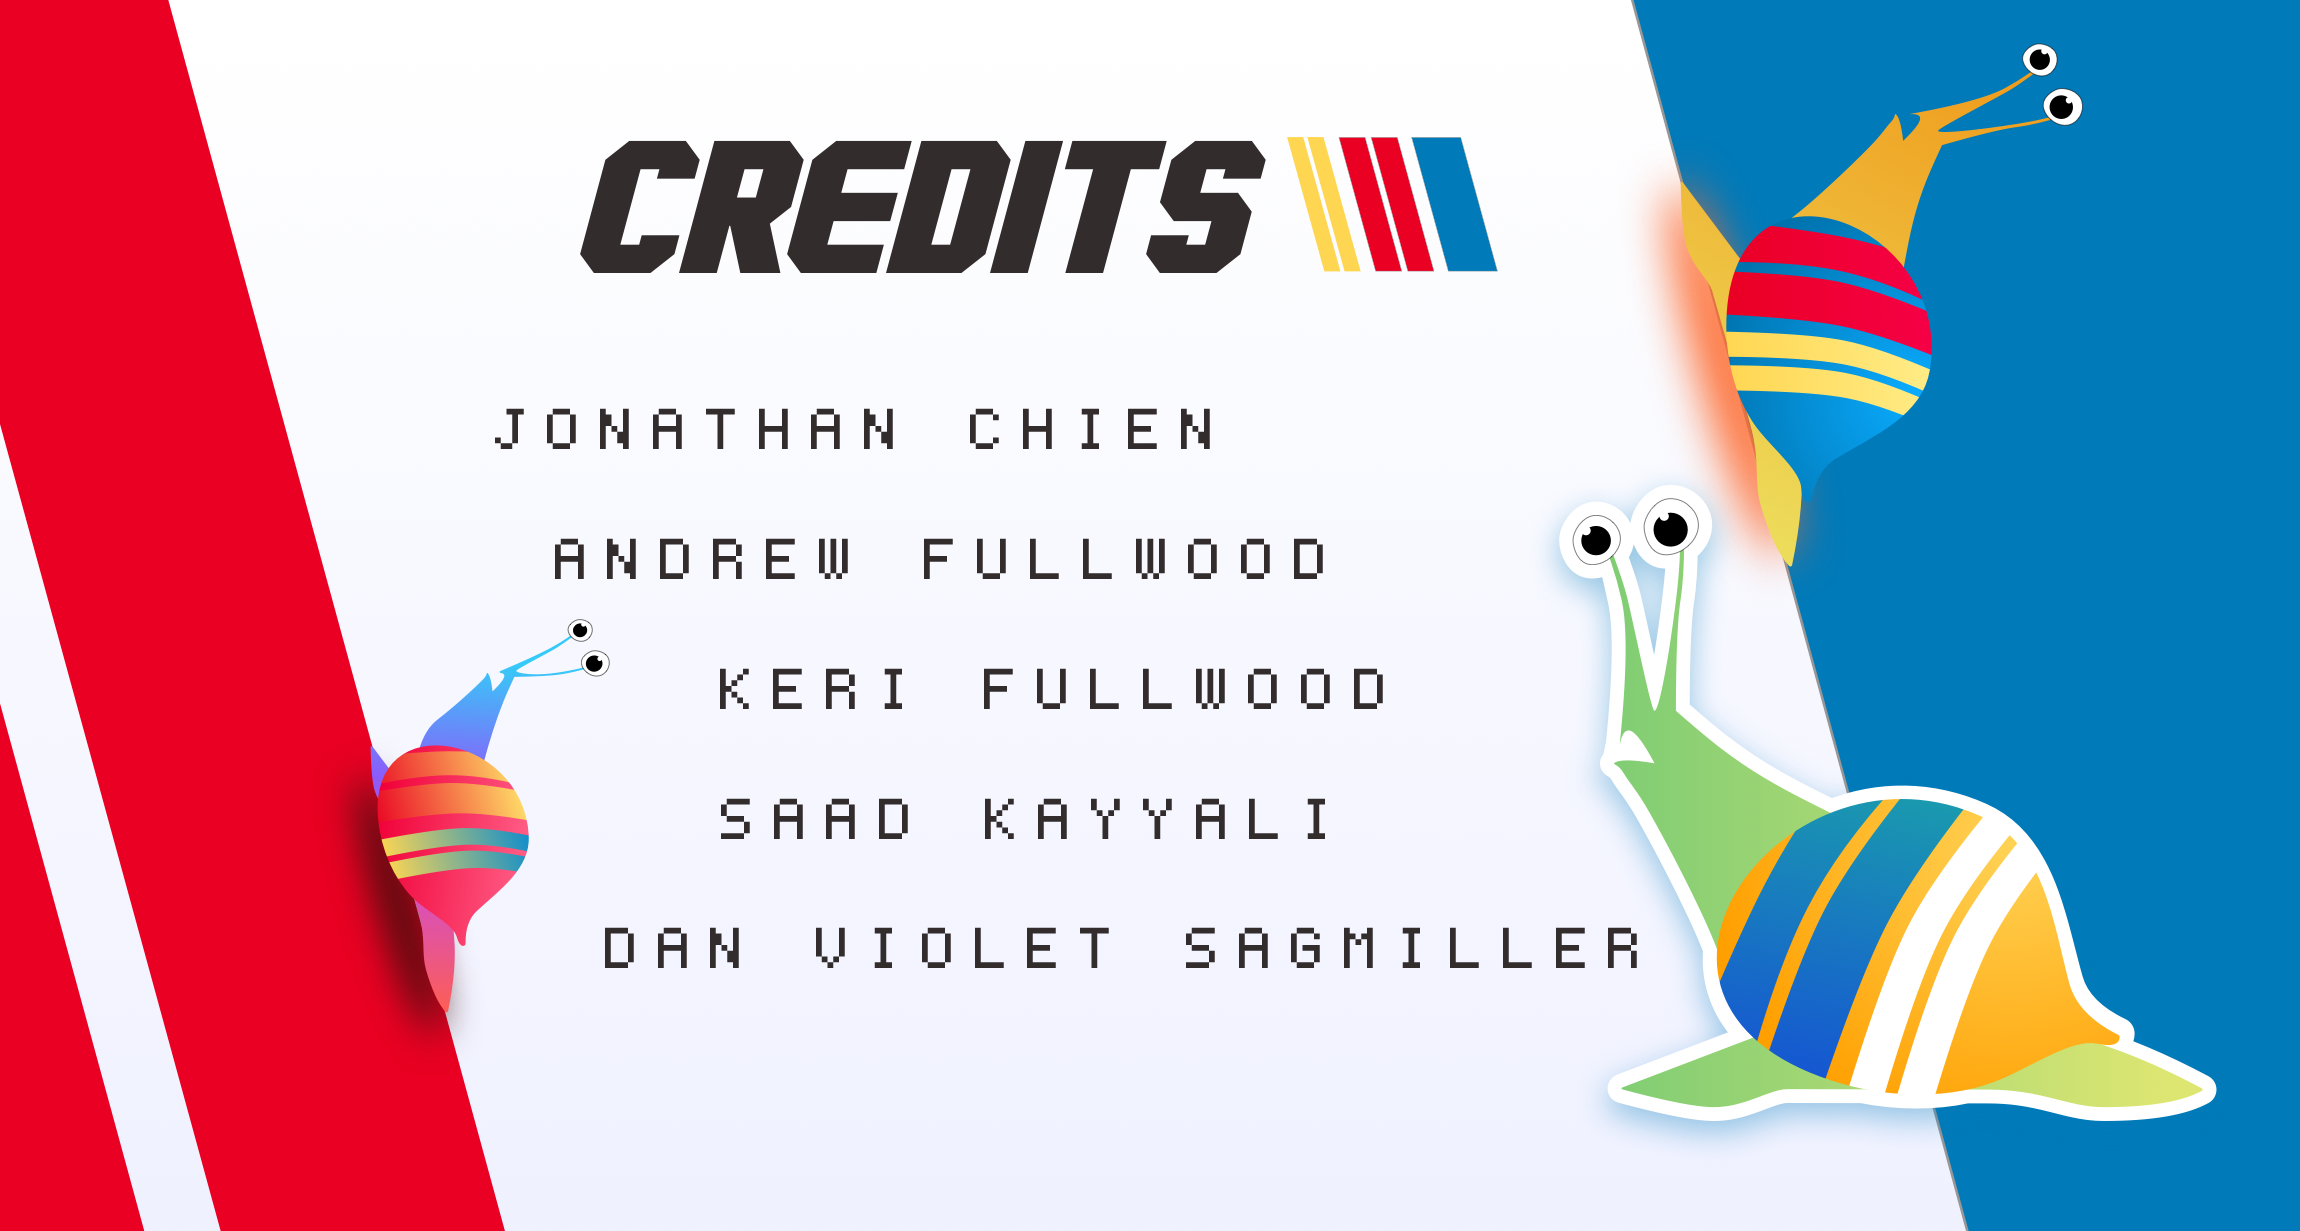 CREDITS
JONATHAN CHIEN
ANDREW FULLWOOD
KERI FULLWOOD
SAAD KAYYALI
DAN VIOLET SAGMILLER